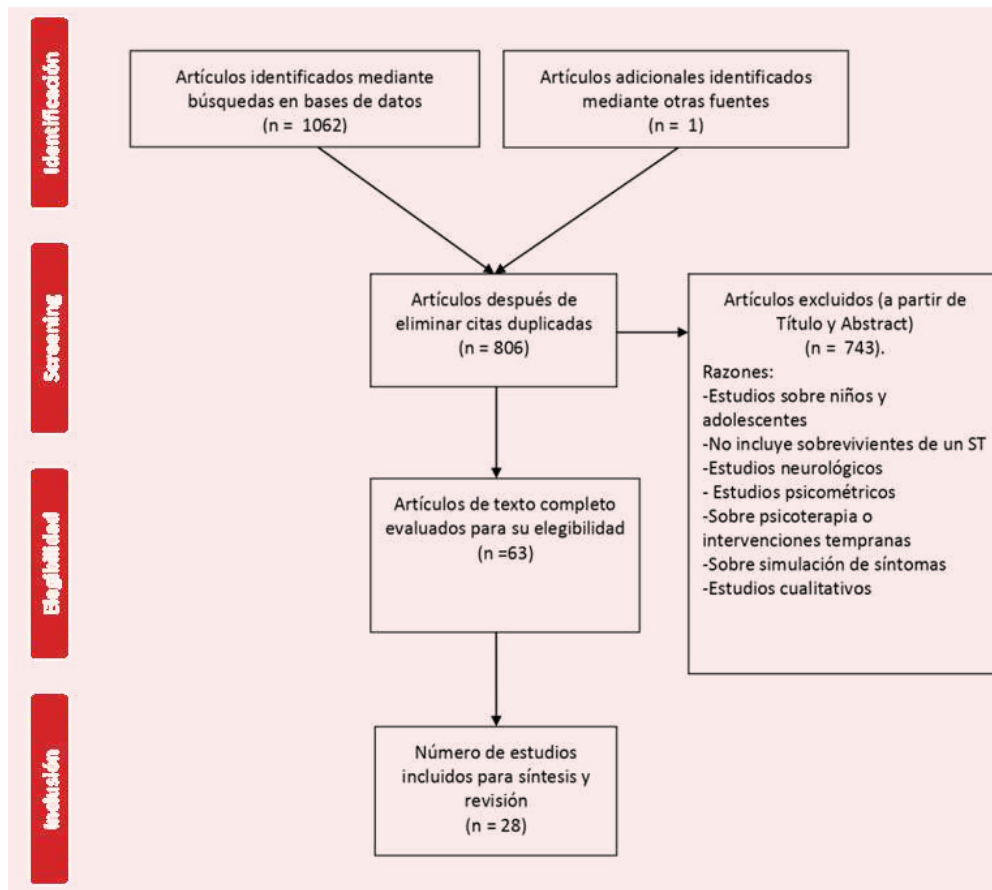 Identificación
Artículos identificados mediante
búsquedas en bases de datos
(n = 1062)
Artículos adicionales identificados
mediante otras fuentes
(n = 1)
Screening
Artículos después de
eliminar citas duplicadas
(n = 806)
Artículos excluidos (a partir de
Título y Abstract)
(n = 743).
Razones:
-Estudios sobre niños y
adolescentes
-No incluye sobrevivientes de un ST
-Estudios neurológicos
- Estudios psicométricos
-Sobre psicoterapia o
intervenciones tempranas
-Sobre simulación de síntomas
-Estudios cualitativos
Elegibilidad
Artículos de texto completo
evaluados para su elegibilidad
(n =63)
Inclusión
Número de estudios
incluidos para síntesis y
revisión
(n = 28)